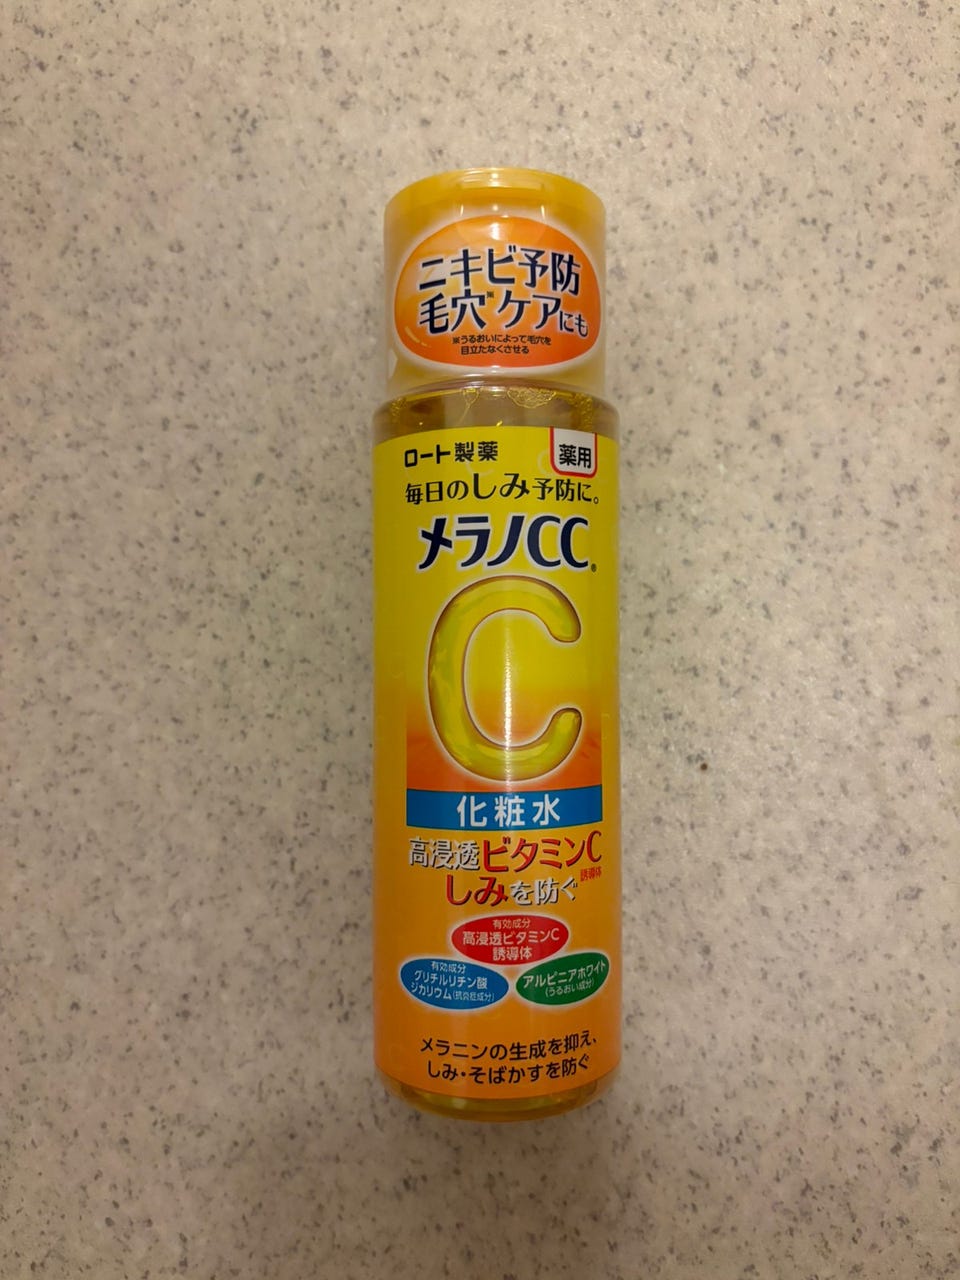 ニキビ予防
毛穴※ケアにも
※うるおいによって毛穴を
目立たなくさせる
ロート製薬
薬用
毎日のしみ予防に。
メラノCC®
C
化粧水
高浸透ビタミンC誘導体
しみを防ぐ
有効成分
高浸透ビタミンC
誘導体
有効成分
グリチルリチン酸
ジカリウム(抗炎症成分)
アルピニアホワイト
(うるおい成分)
メラニンの生成を抑え、
しみ・そばかすを防ぐ